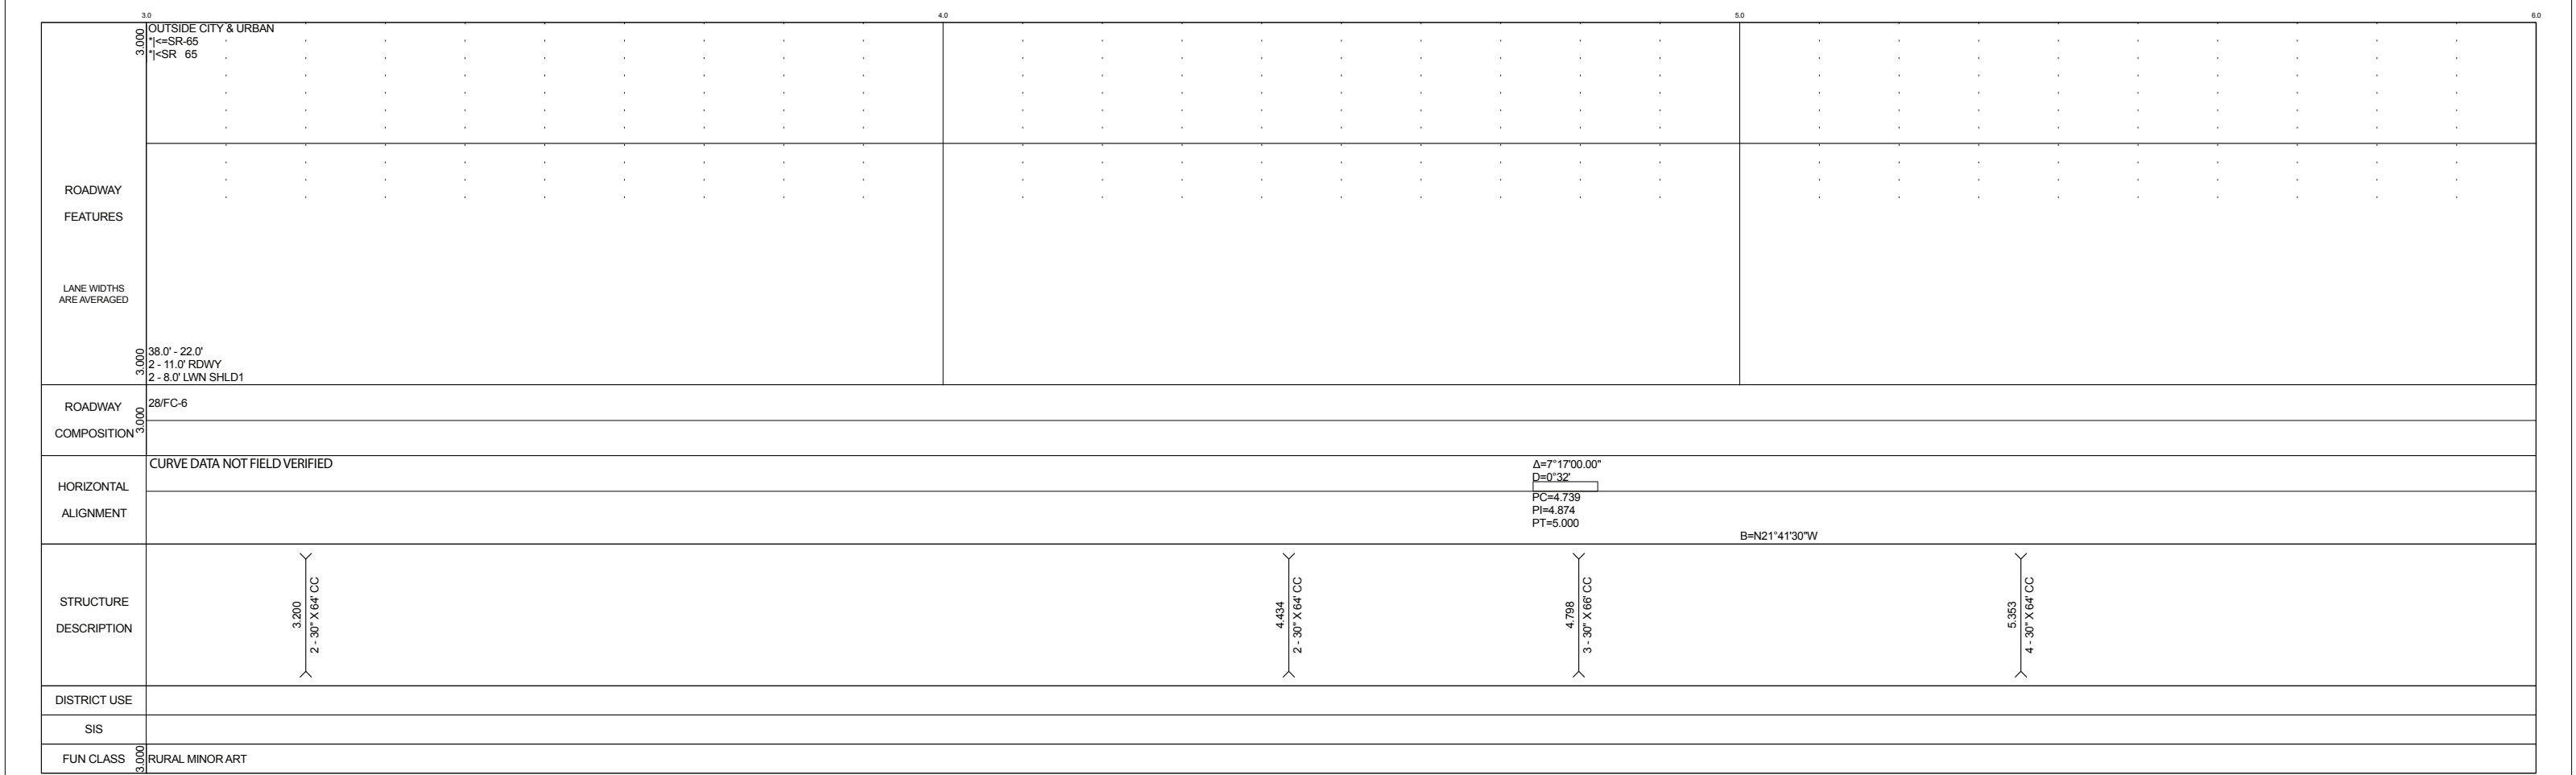 3.0 4.0 5.0 6.0
3.000
OUTSIDE CITY & URBAN
*|<=SR-65
*|<SR 65
ROADWAY
FEATURES
LANE WIDTHS
ARE AVERAGED
3.000
38.0' - 22.0'
2 - 11.0' RDWY
2 - 8.0' LWN SHLD1
ROADWAY
COMPOSITION
3.000
28/FC-6
HORIZONTAL
ALIGNMENT
CURVE DATA NOT FIELD VERIFIED
Δ=7°17'00.00"
D=0°32'
PC=4.739
PI=4.874
PT=5.000
B=N21°41'30"W
STRUCTURE
DESCRIPTION
3.200
2 - 30" X 64' CC
4.434
2 - 30" X 64' CC
4.798
3 - 30" X 66' CC
5.353
4 - 30" X 64' CC
DISTRICT USE
SIS
FUN CLASS
3.000
RURAL MINOR ART